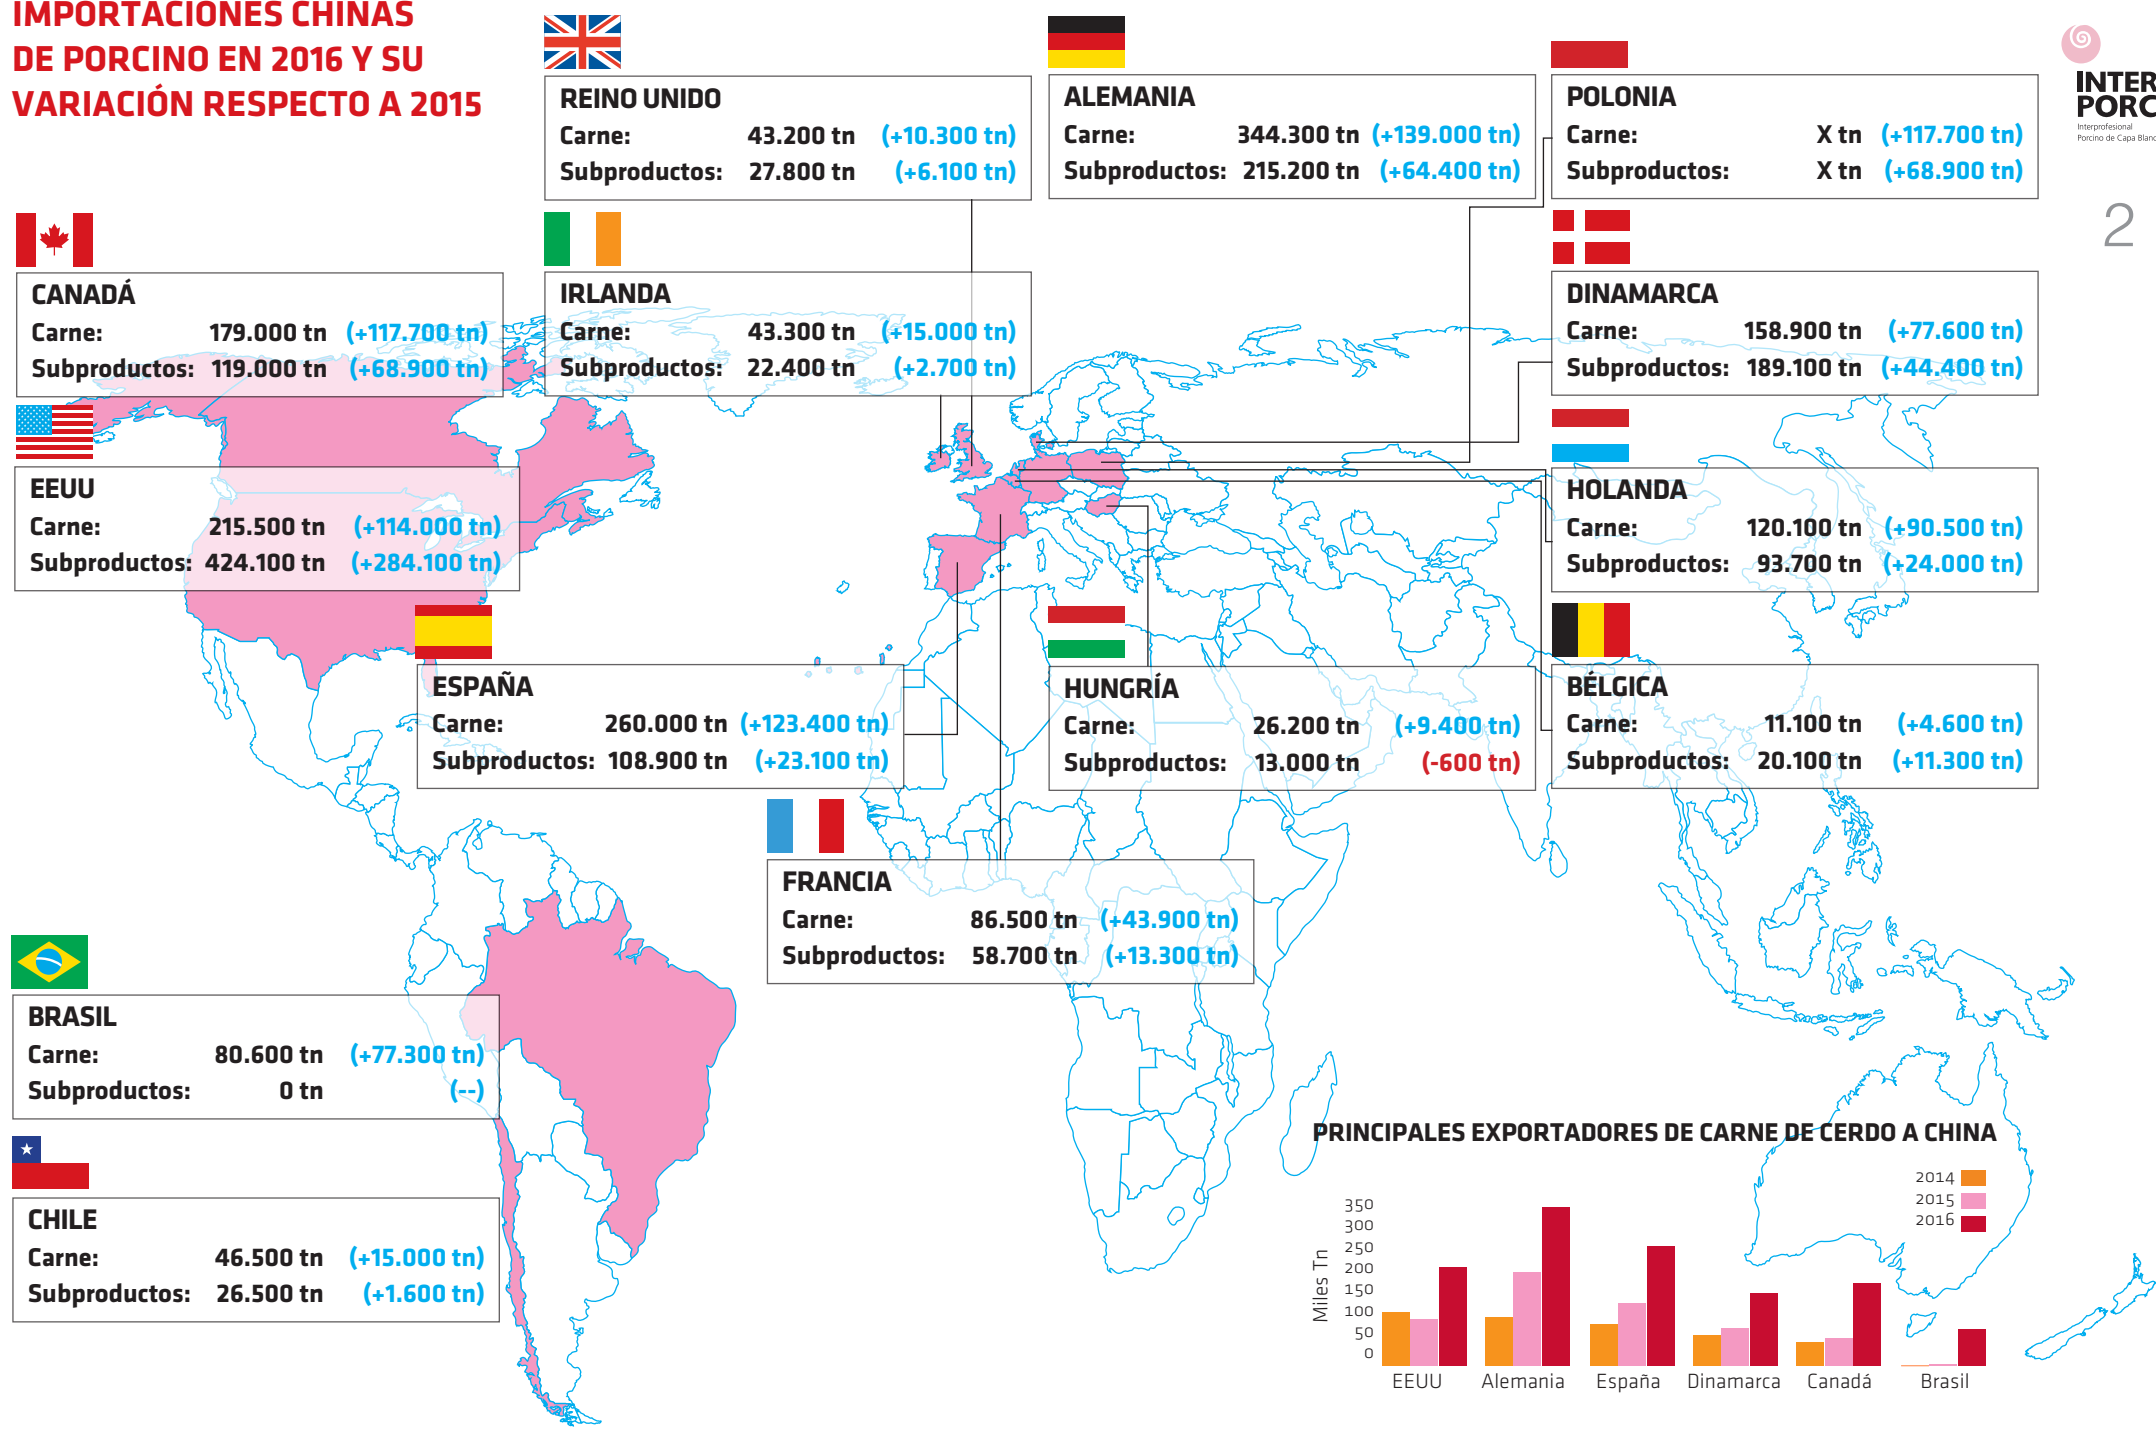 IMPORTACIONES CHINAS
DE PORCINO EN 2016 Y SU
VARIACIÓN RESPECTO A 2015
REINO UNIDO
Carne: 43.200 tn (+10.300 tn)
Subproductos: 27.800 tn (+6.100 tn)
ALEMANIA
Carne: 344.300 tn (+139.000 tn)
Subproductos: 215.200 tn (+64.400 tn)
POLONIA
Carne: X tn (+117.700 tn)
Subproductos: X tn (+68.900 tn)
INTER
PORC
Interprofesional
Porcino de Capa Blanc
2
CANADÁ
Carne: 179.000 tn (+117.700 tn)
Subproductos: 119.000 tn (+68.900 tn)
IRLANDA
Carne: 43.300 tn (+15.000 tn)
Subproductos: 22.400 tn (+2.700 tn)
DINAMARCA
Carne: 158.900 tn (+77.600 tn)
Subproductos: 189.100 tn (+44.400 tn)
EEUU
Carne: 215.500 tn (+114.000 tn)
Subproductos: 424.100 tn (+284.100 tn)
HOLANDA
Carne: 120.100 tn (+90.500 tn)
Subproductos: 93.700 tn (+24.000 tn)
ESPAÑA
Carne: 260.000 tn (+123.400 tn)
Subproductos: 108.900 tn (+23.100 tn)
HUNGRÍA
Carne: 26.200 tn (+9.400 tn)
Subproductos: 13.000 tn (-600 tn)
BÉLGICA
Carne: 11.100 tn (+4.600 tn)
Subproductos: 20.100 tn (+11.300 tn)
FRANCIA
Carne: 86.500 tn (+43.900 tn)
Subproductos: 58.700 tn (+13.300 tn)
BRASIL
Carne: 80.600 tn (+77.300 tn)
Subproductos: 0 tn (--)
CHILE
Carne: 46.500 tn (+15.000 tn)
Subproductos: 26.500 tn (+1.600 tn)
PRINCIPALES EXPORTADORES DE CARNE DE CERDO A CHINA
2014
2015
2016
Miles Tn
350
300
250
200
150
100
50
0
EEUU Alemania España Dinamarca Canadá Brasil